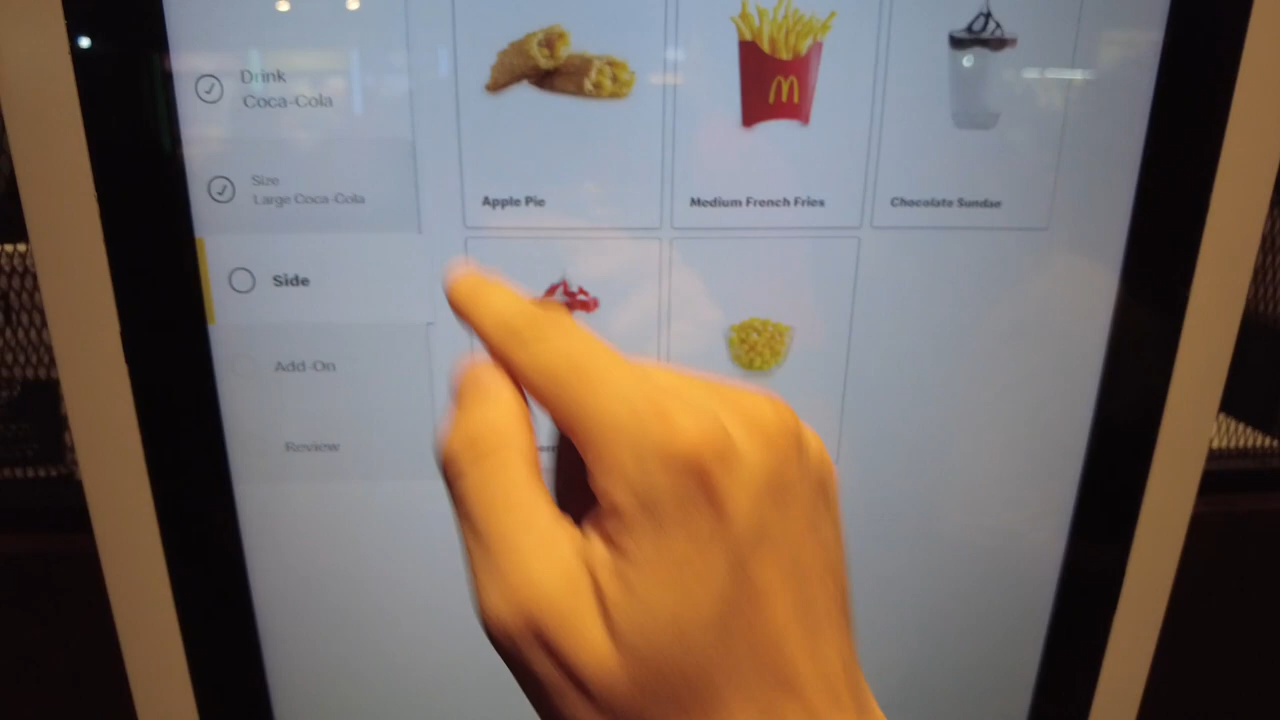 Drink
Coca-Cola
Size
Large Coca-Cola
Side
Add-On
Review
Apple Pie
Medium French Fries
Chocolate Sundae